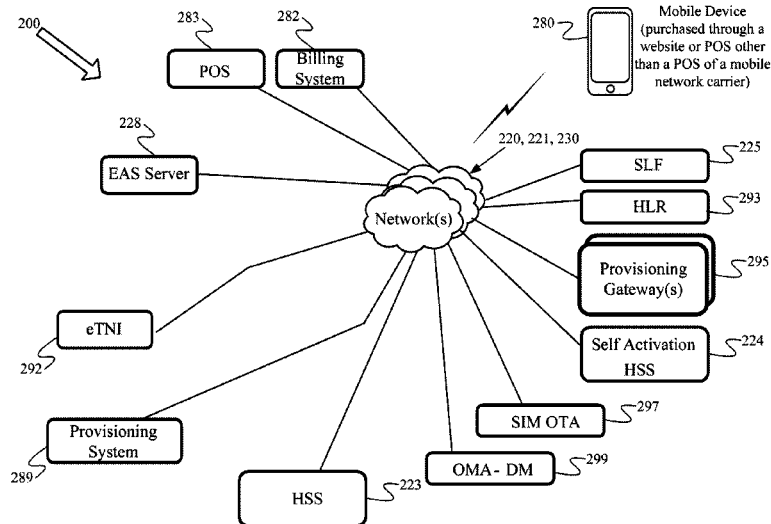 200
283
POS
282
Billing
System
280
Mobile Device
(purchased through a
website or POS other
than a POS of a mobile
network carrier)
228
EAS Server
220, 221, 230
Network(s)
SLF
225
HLR
293
Provisioning
Gateway(s)
295
Self Activation
HSS
224
eTNI
292
SIM OTA
297
Provisioning
System
289
OMA- DM
299
HSS
223